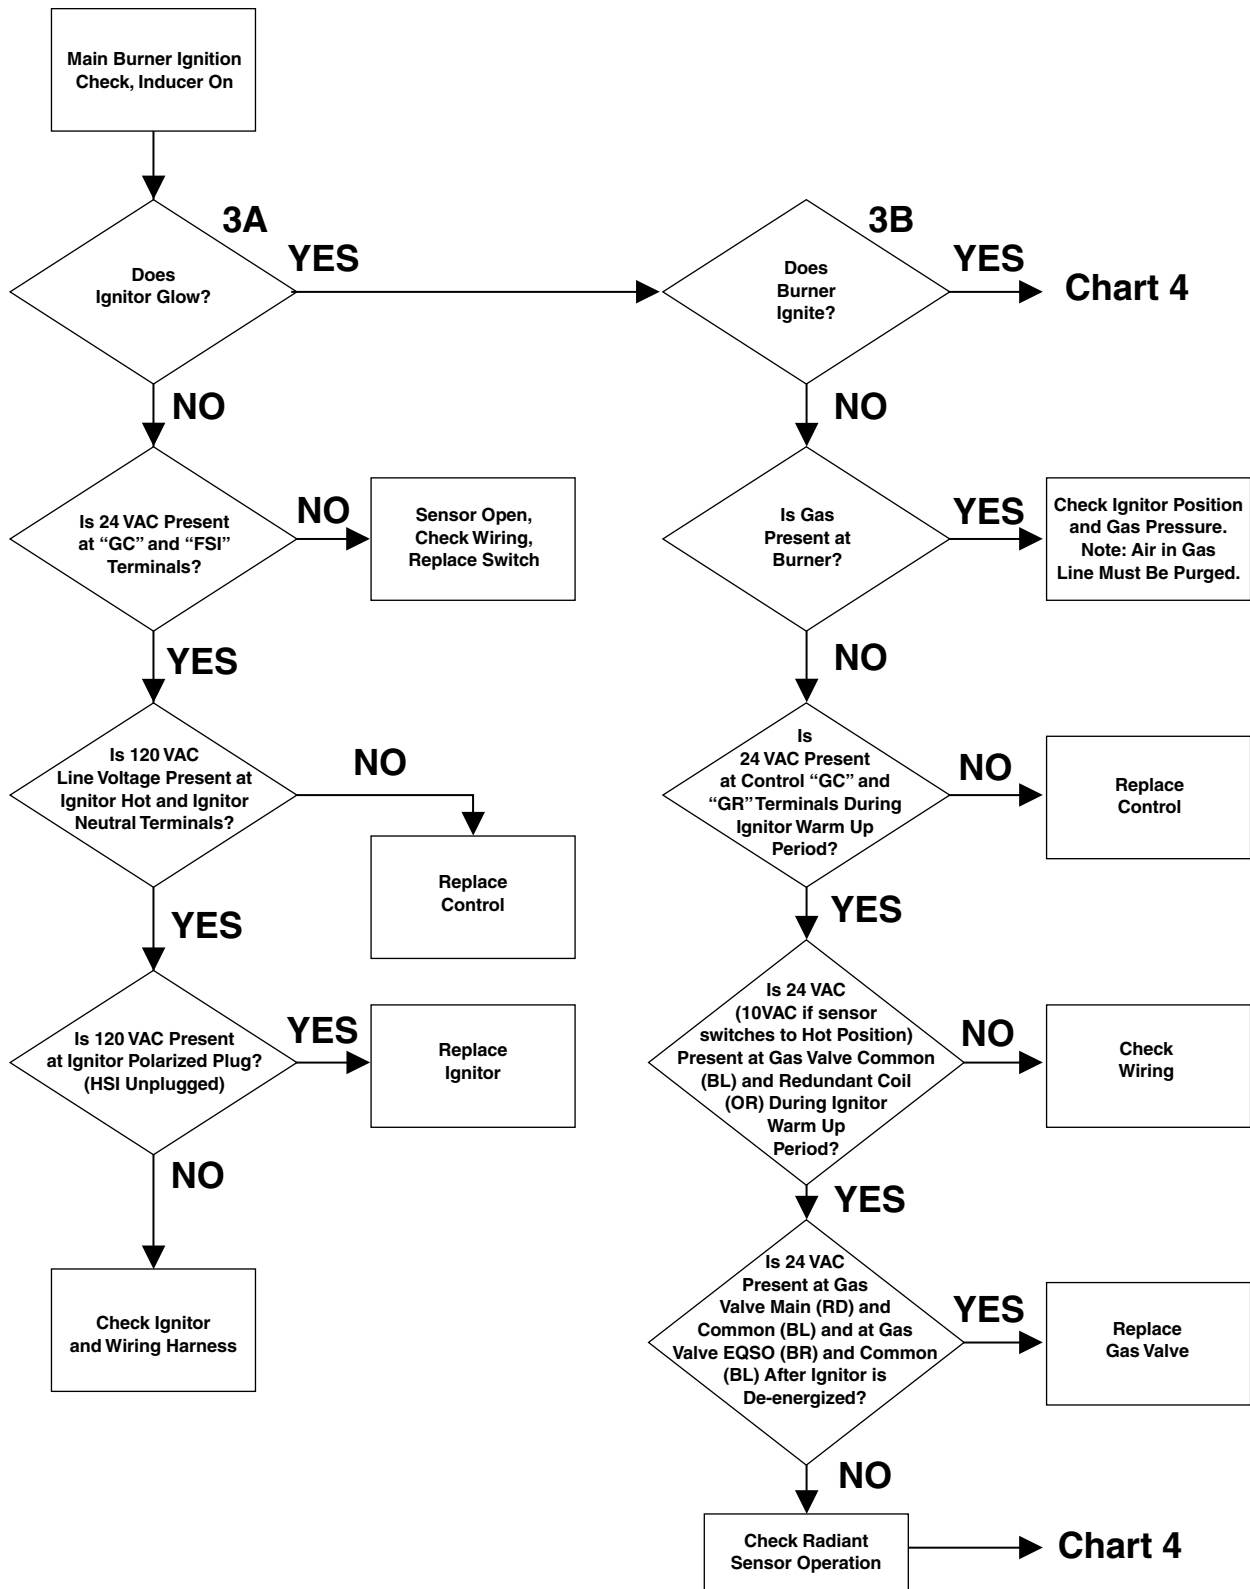 Main Burner Ignition
Check, Inducer On
3A
Does
Ignitor Glow?
YES
3B
Does
Burner
Ignite?
YES
Chart 4
NO
NO
Is 24 VAC Present
at “GC” and “FSI”
Terminals?
NO
Sensor Open,
Check Wiring,
Replace Switch
Is Gas
Present at
Burner?
YES
Check Ignitor Position
and Gas Pressure.
Note: Air in Gas
Line Must Be Purged.
YES
NO
Is 120 VAC
Line Voltage Present at
Ignitor Hot and Ignitor
Neutral Terminals?
NO
Replace
Control
Is
24 VAC Present
at Control “GC” and
“GR” Terminals During
Ignitor Warm Up
Period?
NO
Replace
Control
YES
YES
Is 120 VAC Present
at Ignitor Polarized Plug?
(HSI Unplugged)
YES
Replace
Ignitor
Is 24 VAC
(10VAC if sensor
switches to Hot Position)
Present at Gas Valve Common
(BL) and Redundant Coil
(OR) During Ignitor
Warm Up
Period?
NO
Check
Wiring
NO
YES
Check Ignitor
and Wiring Harness
Is 24 VAC
Present at Gas
Valve Main (RD) and
Common (BL) and at Gas
Valve EQSO (BR) and Common
(BL) After Ignitor is
De-energized?
YES
Replace
Gas Valve
NO
Check Radiant
Sensor Operation
Chart 4